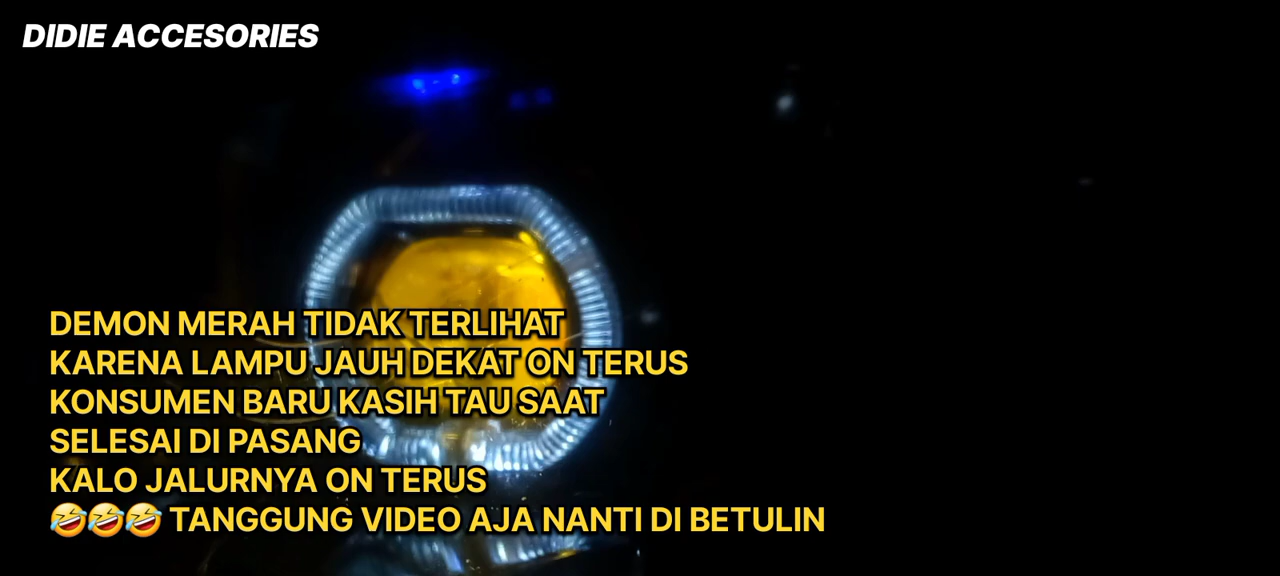 DIDIE ACCESORIES
DEMON MERAH TIDAK TERLIHAT
KARENA LAMPU JAUH DEKAT ON TERUS
KONSUMEN BARU KASIH TAU SAAT
SELESAI DI PASANG
KALO JALURNYA ON TERUS
🤣🤣🤣 TANGGUNG VIDEO AJA NANTI DI BETULIN